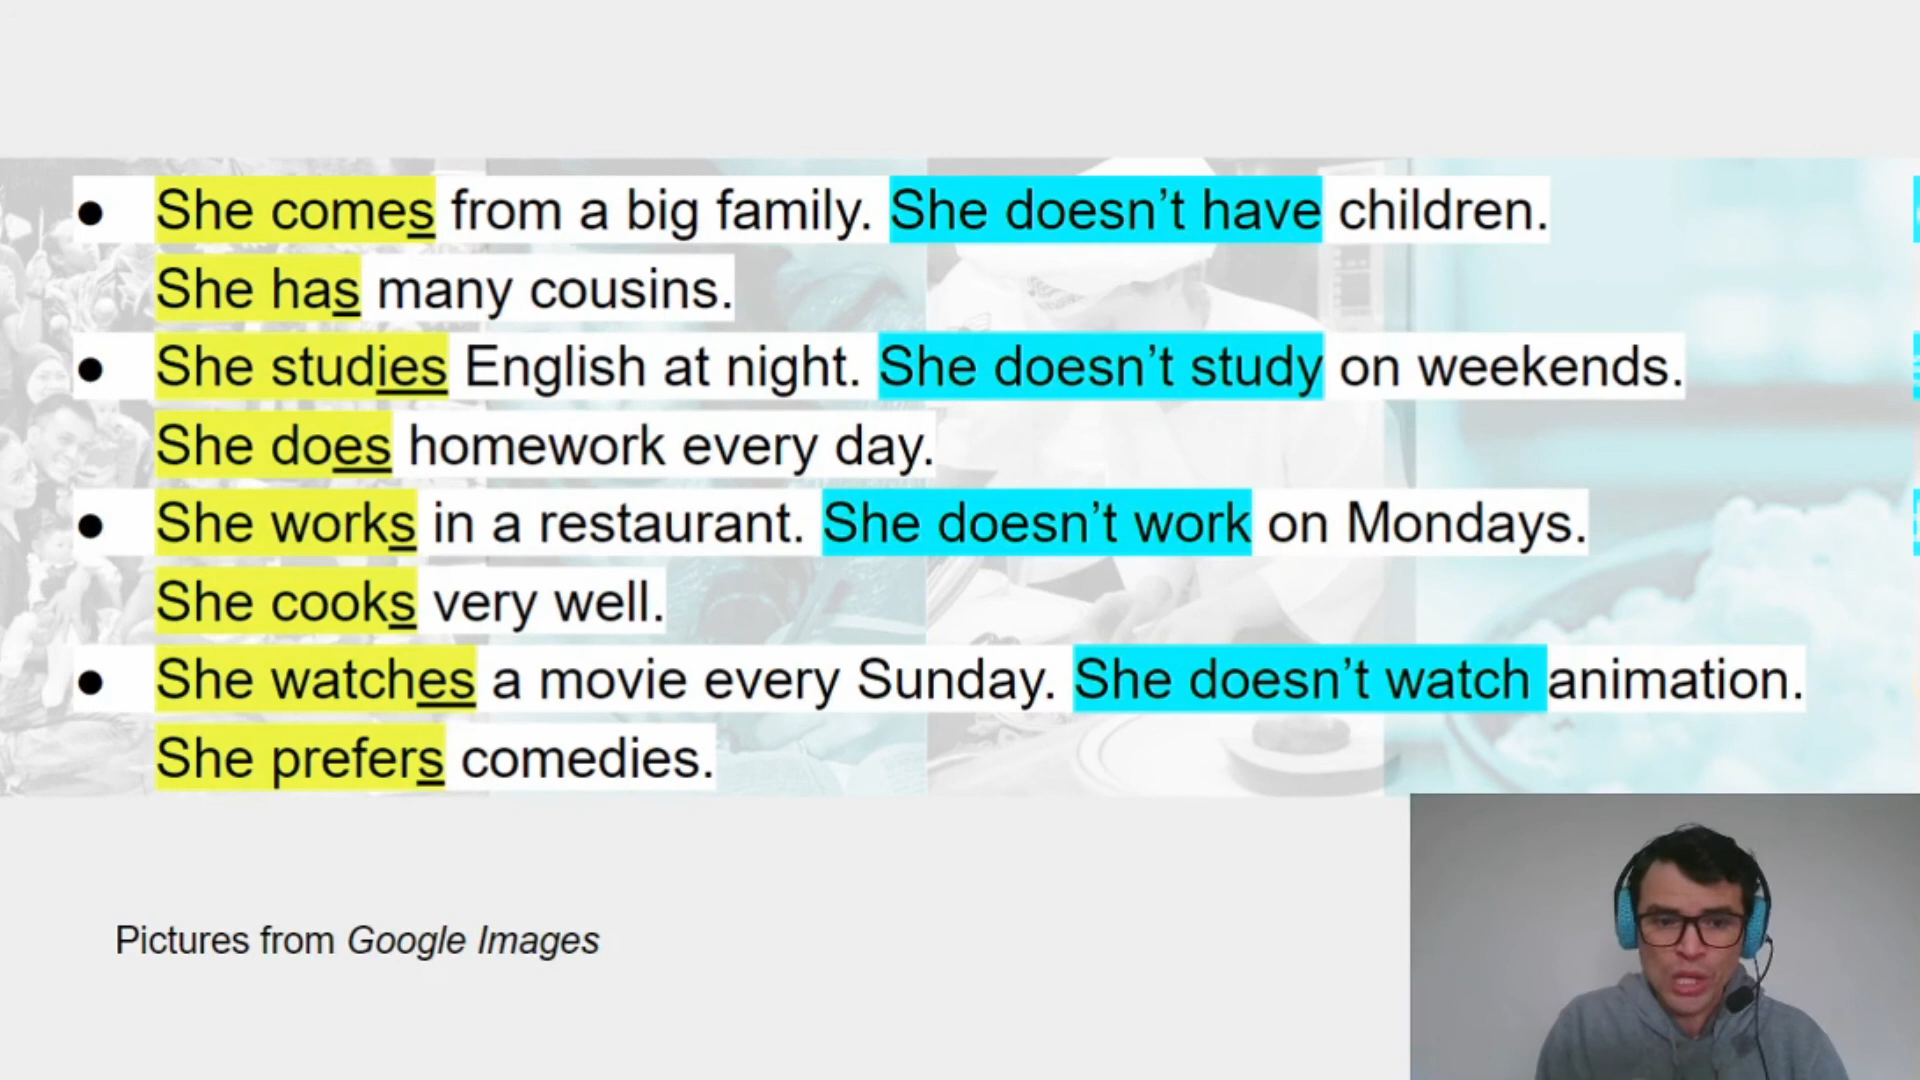 ● She comes from a big family. She doesn’t have children.
She has many cousins.
● She studies English at night. She doesn’t study on weekends.
She does homework every day.
● She works in a restaurant. She doesn’t work on Mondays.
She cooks very well.
● She watches a movie every Sunday. She doesn’t watch animation.
She prefers comedies.
Pictures from Google Images